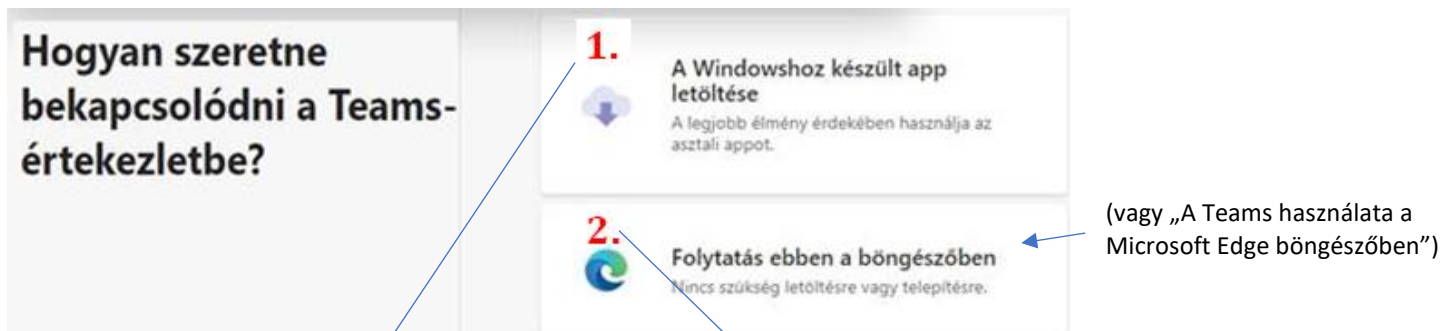 Hogyan szeretne
bekapcsolódni a Teams-
értekezletbe?
1.
A Windowshoz készült app
letöltése
A legjobb élmény érdekében használja az
asztali appot.
2.
Folytatás ebben a böngészőben
Nincs szükség letöltésre vagy telepítésre.
(vagy „A Teams használata a
Microsoft Edge böngészőben”)